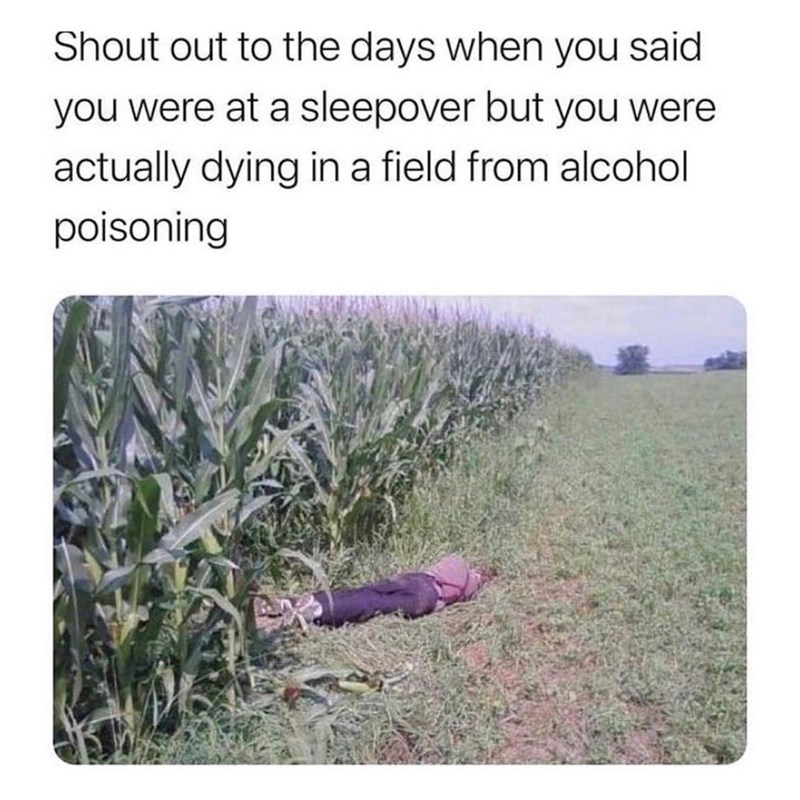 Shout out to the days when you said
you were at a sleepover but you were
actually dying in a field from alcohol
poisoning